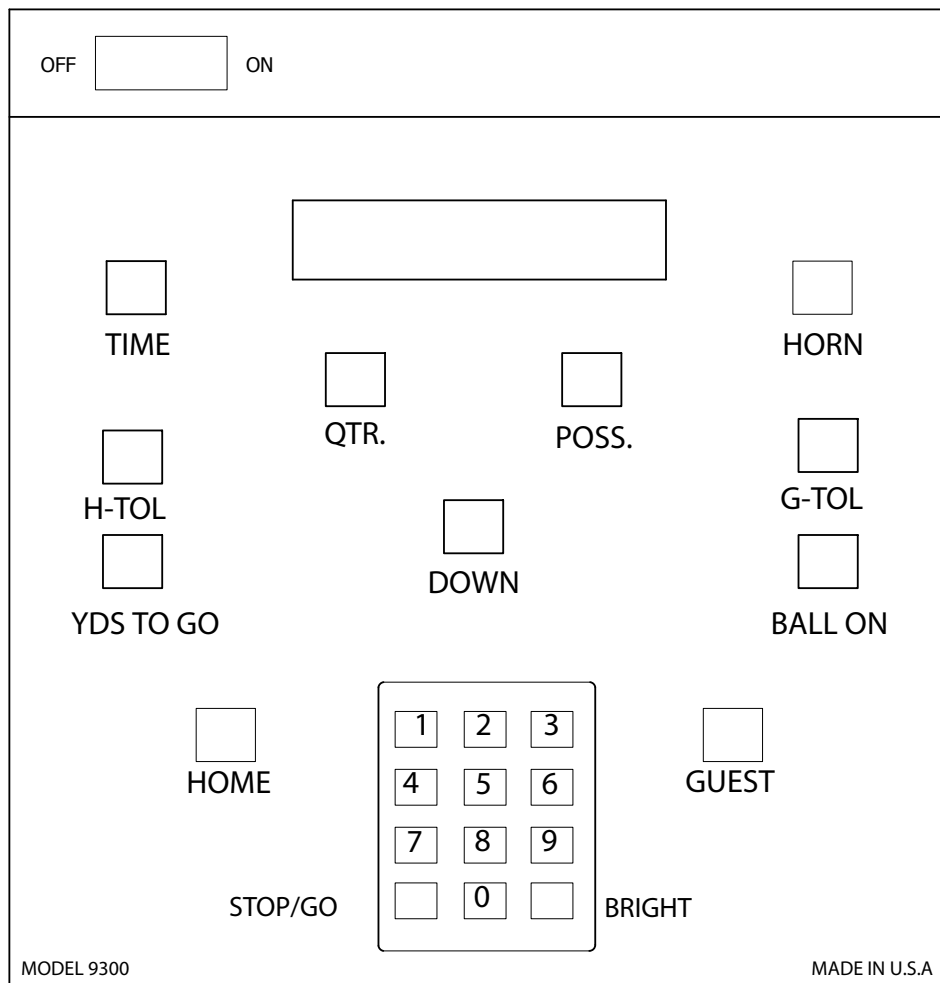 OFF ON
TIME
HORN
QTR.
POSS.
H-TOL
G-TOL
DOWN
YDS TO GO
BALL ON
1 2 3
HOME
GUEST
4 5 6
7 8 9
STOP/GO
0
BRIGHT
MODEL 9300
MADE IN U.S.A